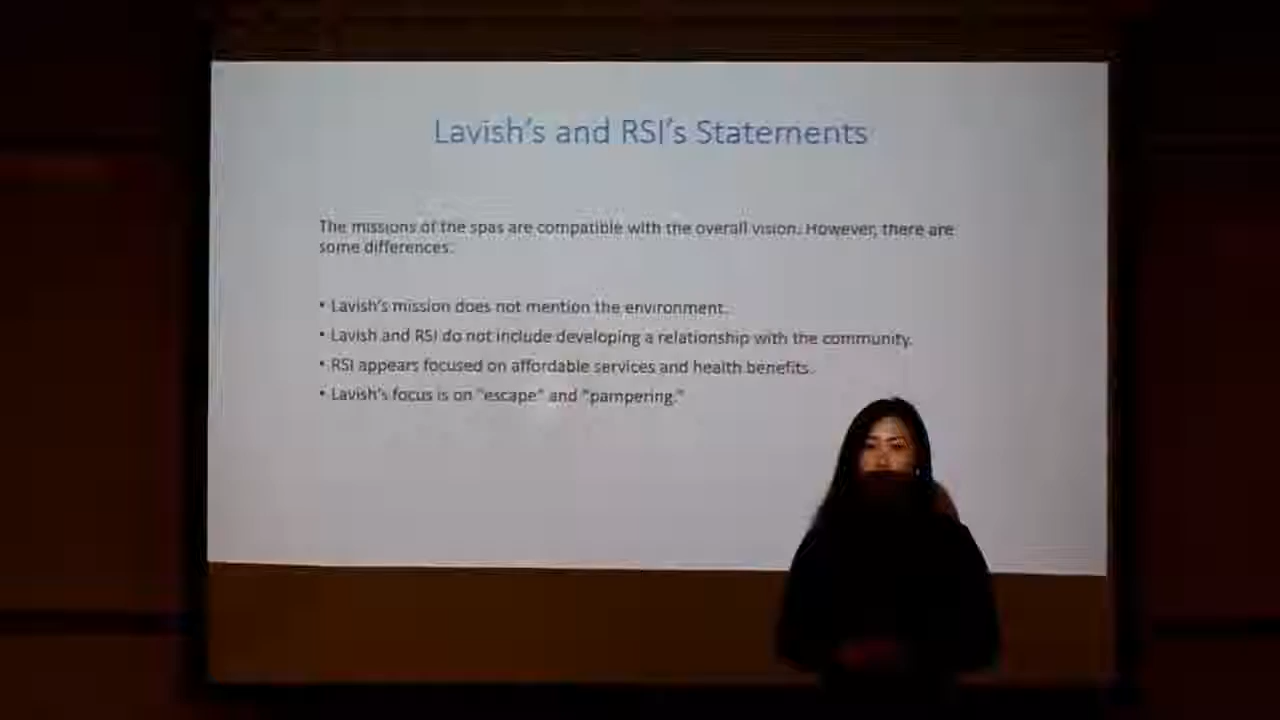 Lavish's and RSI's Statements
The missions of the spas are compatible with the overall vision. However, there are
some differences.
• Lavish's mission does not mention the environment.
• Lavish and RSI do not include developing a relationship with the community.
• RSI appears focused on affordable services and health benefits.
• Lavish's focus is on "escape" and "pampering."